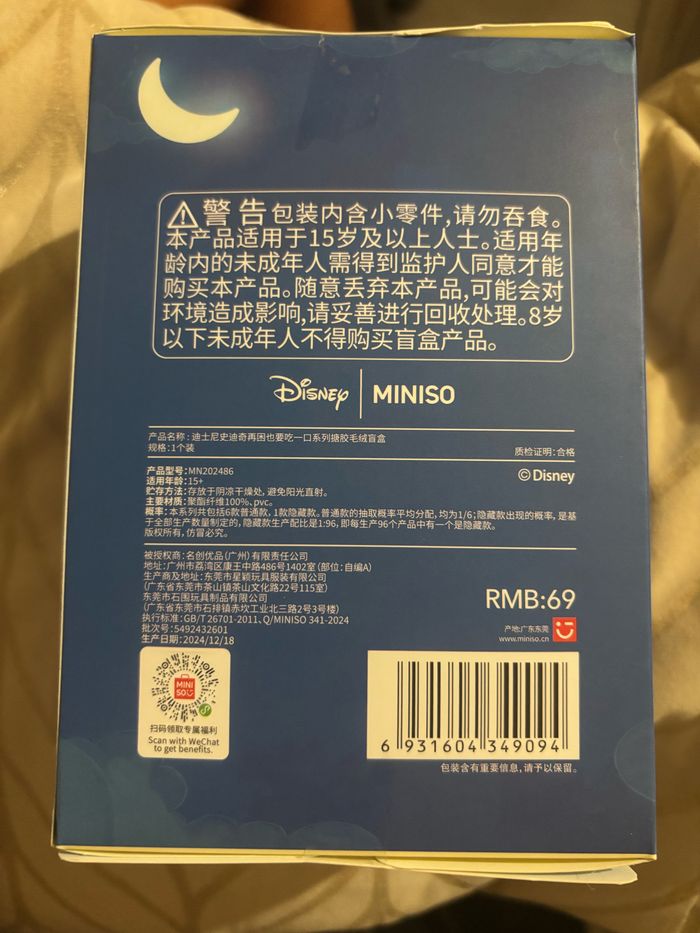 警告包装内含小零件,请勿吞食。
本产品适用于15岁及以上人士。适用年
龄内的未成年人需得到监护人同意才能
购买本产品。随意丢弃本产品,可能会对
环境造成影响,请妥善进行回收处理。8岁
以下未成年人不得购买盲盒产品。
Disney MINISO
产品名称:迪士尼史迪奇再困也要吃一口系列搪胶毛绒盲盒
规格:1个装
质检证明:合格
产品型号:MN202486
适用年龄:15+
©Disney
贮存方法:存放于阴凉干燥处,避免阳光直射。
主要材质:聚酯纤维100%、pvc。
概率:本系列共包括6款普通款,1款隐藏款。普通款的抽取概率平均分配,均为1/6;隐藏款出现的概率,是基
于全部生产数量制定的,隐藏款生产配比是1:96,即每生产96个产品中有一个是隐藏款。
版权所有,仿冒必究。
被授权商:名创优品(广州)有限责任公司
地址:广州市荔湾区康王中路486号1402室(部位:自编A)
生产商及地址:东莞市星颖玩具服装有限公司
(广东省东莞市茶山镇茶山文化路22号115室)
东莞市石围玩具制品有限公司
(广东省东莞市石排镇赤坎工业北三路2号3号楼)
执行标准:GB/T 26701-2011、Q/MINISO 341-2024
批次号:5492432601
生产日期:2024/12/18
RMB:69
产地:广东东莞
www.miniso.cn
MINI
SO
扫码领取专属福利
Scan with WeChat
to get benefits.
6 931604 349094
包装含有重要信息,请予以保留。